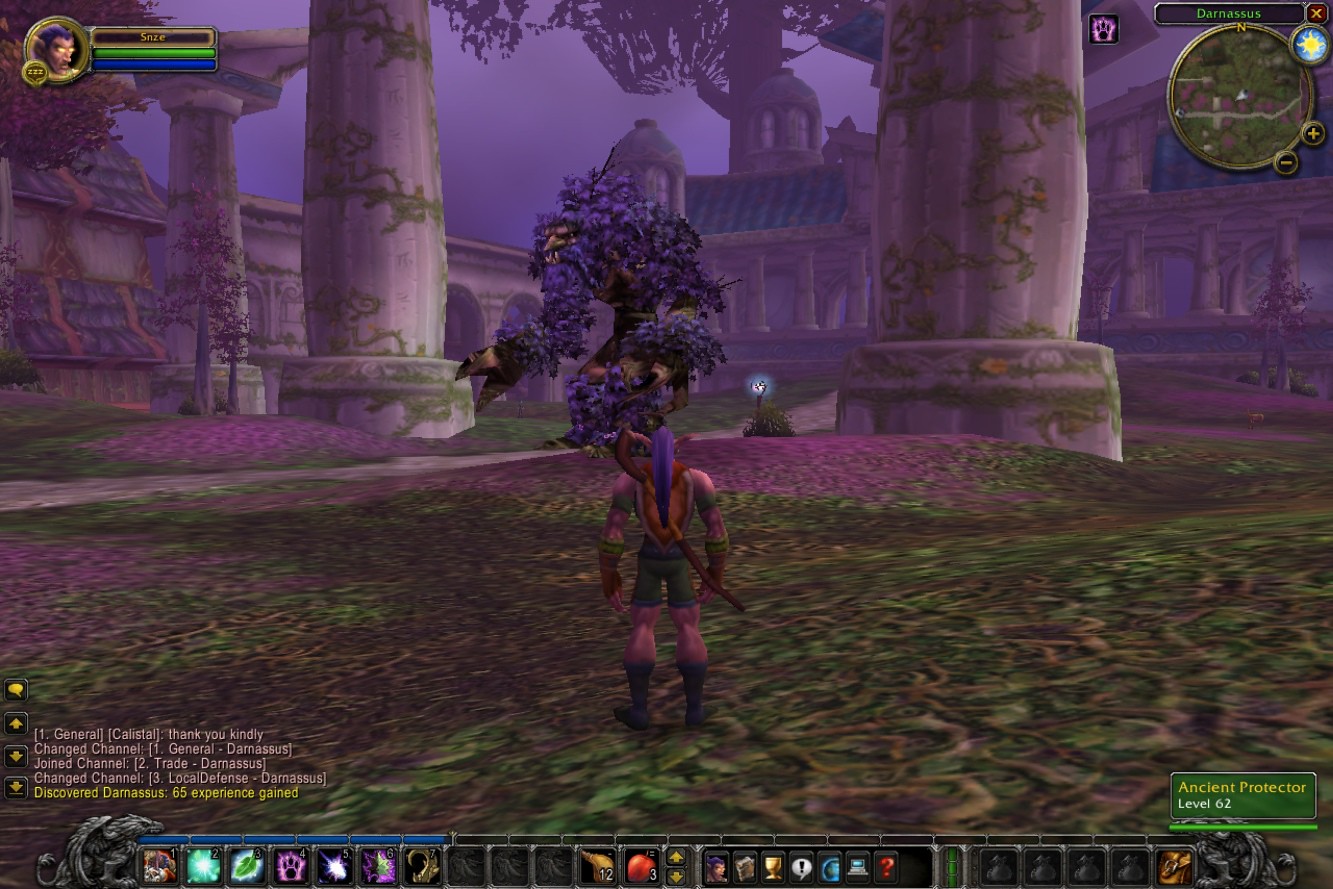 Snze
zzz
Darnassus
N
[1. General] [Calistal]: thank you kindly
Changed Channel: [1. General - Darnassus]
Joined Channel: [2. Trade - Darnassus]
Changed Channel: [3. LocalDefense - Darnassus]
Discovered Darnassus: 65 experience gained
Ancient Protector
Level 62
2 3 4 5 6 7 12 3